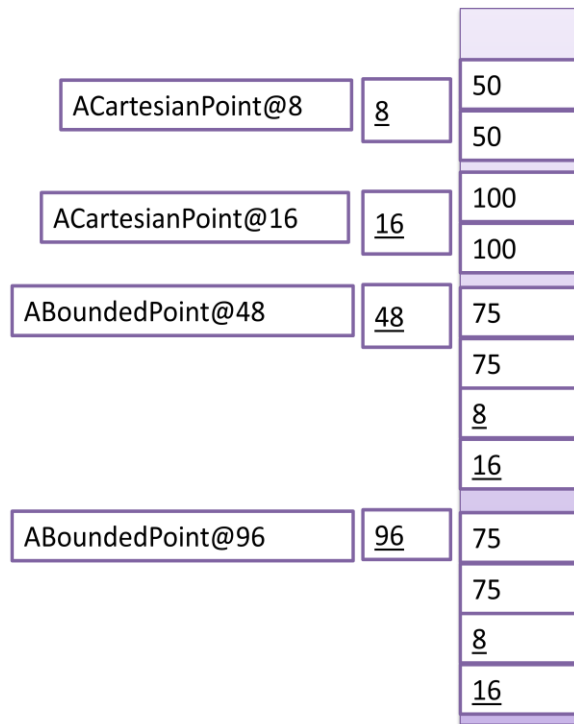 ACartesianPoint@8 8 50
50
ACartesianPoint@16 16 100
100
ABoundedPoint@48 48 75
75
8
16
ABoundedPoint@96 96 75
75
8
16